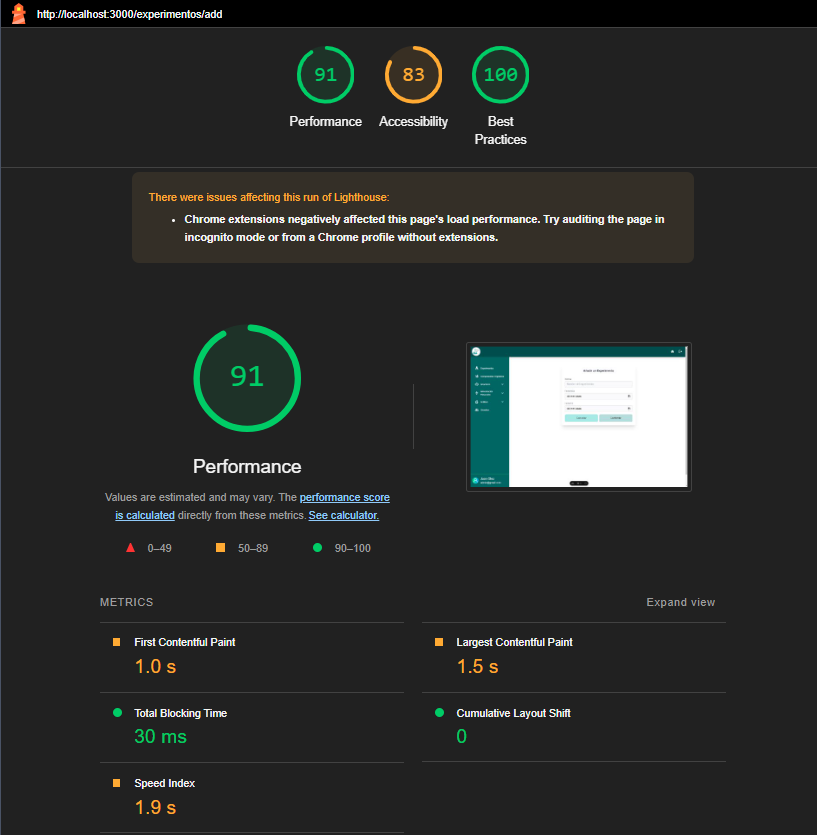 http://localhost:3000/experimentos/add
91
83
100
Performance
Accessibility
Best
Practices
There were issues affecting this run of Lighthouse:
• Chrome extensions negatively affected this page's load performance. Try auditing the page in
incognito mode or from a Chrome profile without extensions.
91
Performance
Values are estimated and may vary. The performance score
is calculated directly from these metrics. See calculator.
0–49
50–89
90–100
METRICS
Expand view
First Contentful Paint
1.0 s
Largest Contentful Paint
1.5 s
Total Blocking Time
30 ms
Cumulative Layout Shift
0
Speed Index
1.9 s